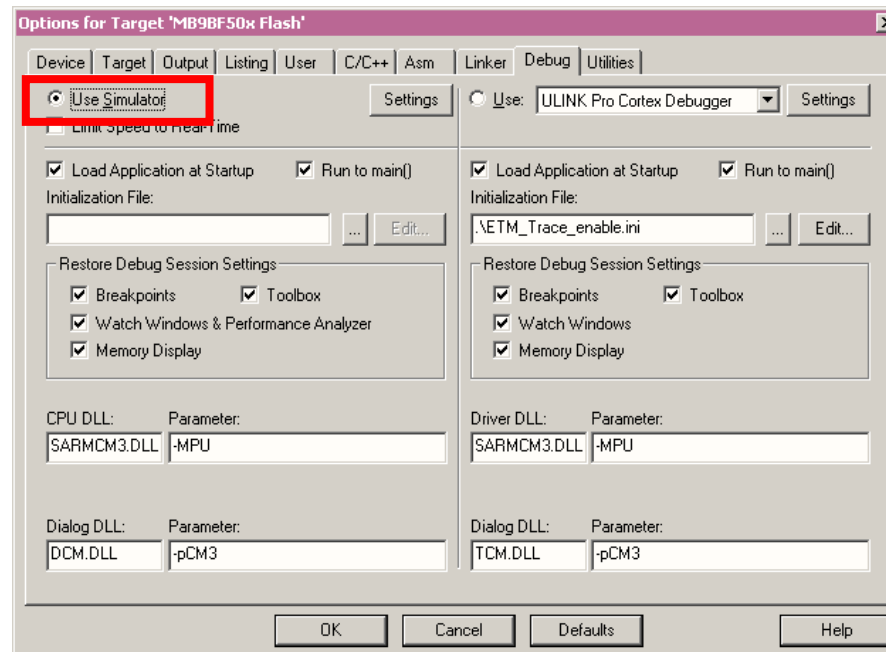 Options for Target 'MB9BF50x Flash'
Device Target Output Listing User C/C++ Asm Linker Debug Utilities
Use Simulator Settings
Limit Speed to Real-Time
Use: ULINK Pro Cortex Debugger Settings
Load Application at Startup Run to main()
Initialization File:
... Edit...
Restore Debug Session Settings
Breakpoints Toolbox
Watch Windows & Performance Analyzer
Memory Display
CPU DLL: Parameter:
SARMCM3.DLL -MPU
Dialog DLL: Parameter:
DCM.DLL -pCM3
Load Application at Startup Run to main()
Initialization File:
.\ETM_Trace_enable.ini ... Edit...
Restore Debug Session Settings
Breakpoints Toolbox
Watch Windows
Memory Display
Driver DLL: Parameter:
SARMCM3.DLL -MPU
Dialog DLL: Parameter:
TCM.DLL -pCM3
OK Cancel Defaults Help